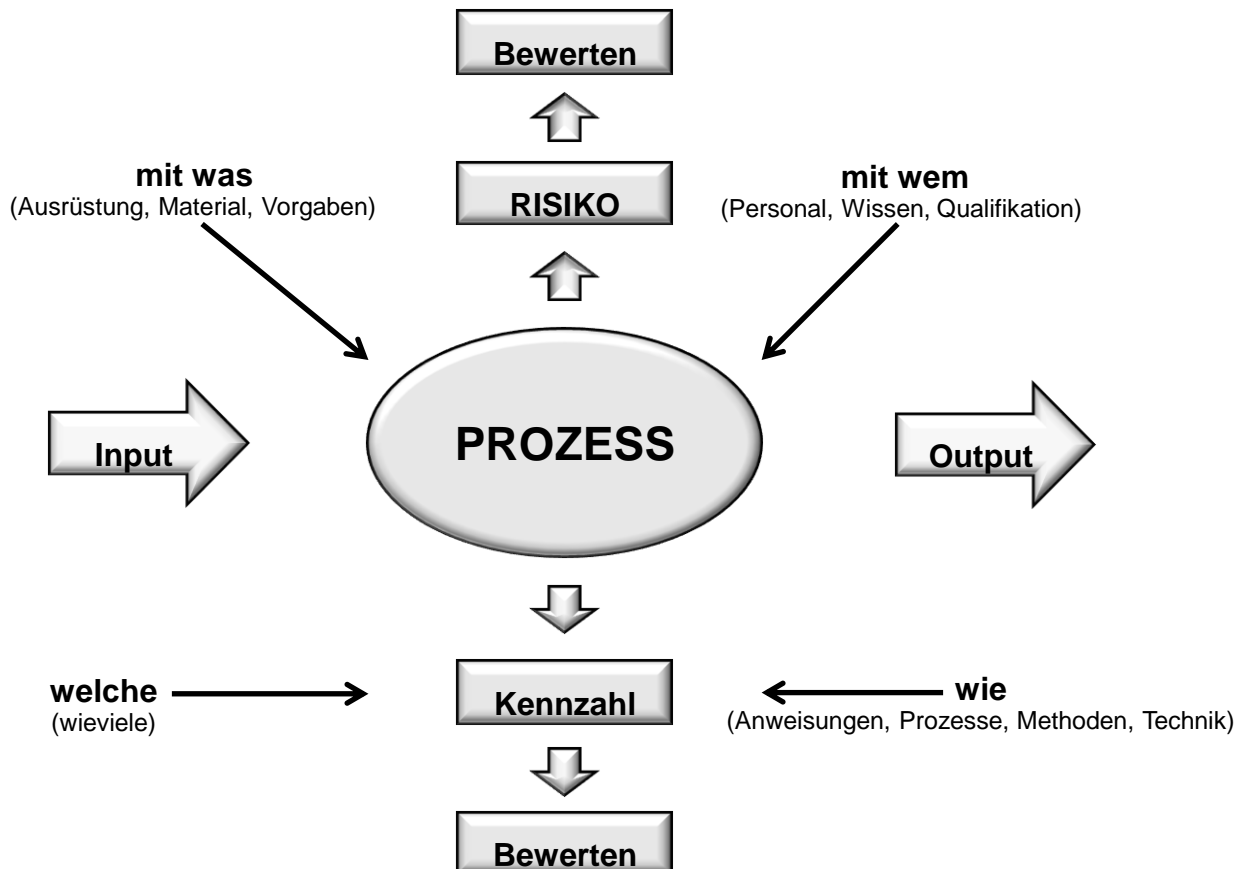 Bewerten
mit was
(Ausrüstung, Material, Vorgaben)
RISIKO
mit wem
(Personal, Wissen, Qualifikation)
Input
PROZESS
Output
welche
(wieviele)
Kennzahl
wie
(Anweisungen, Prozesse, Methoden, Technik)
Bewerten